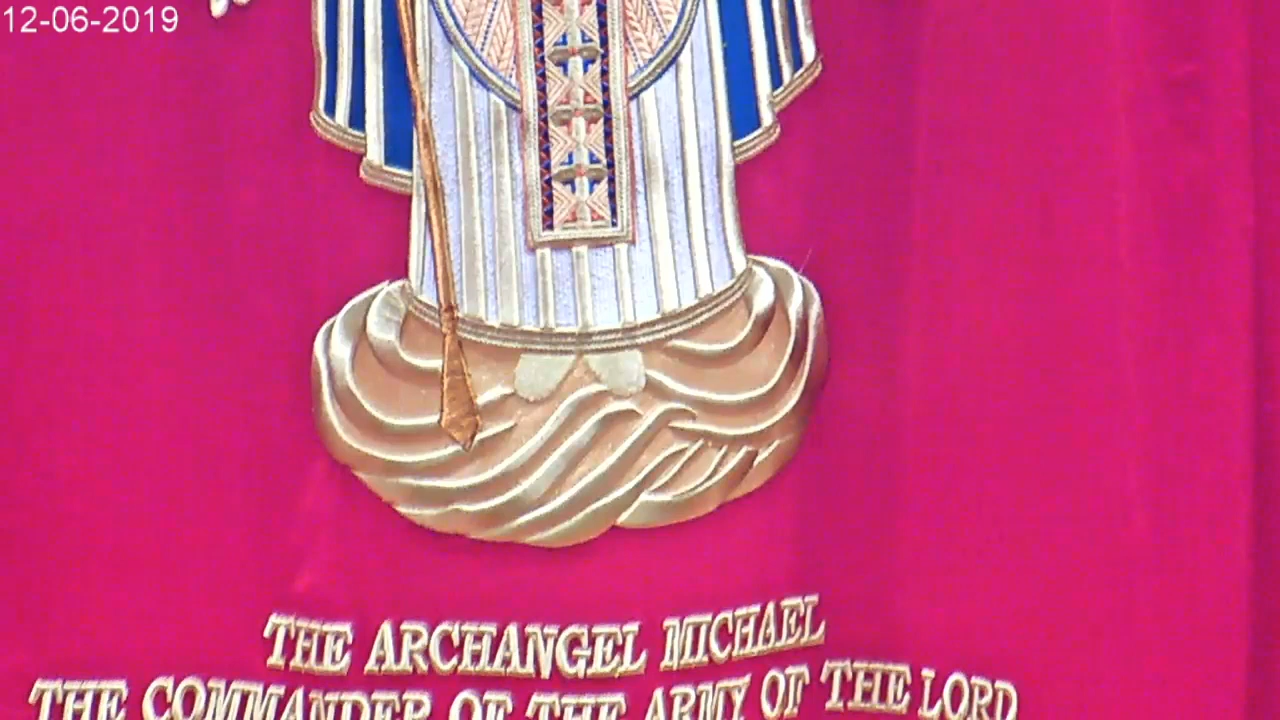 12-06-2019
THE ARCHANGEL MICHAEL
THE COMMANDER OF THE ARMY OF THE LORD